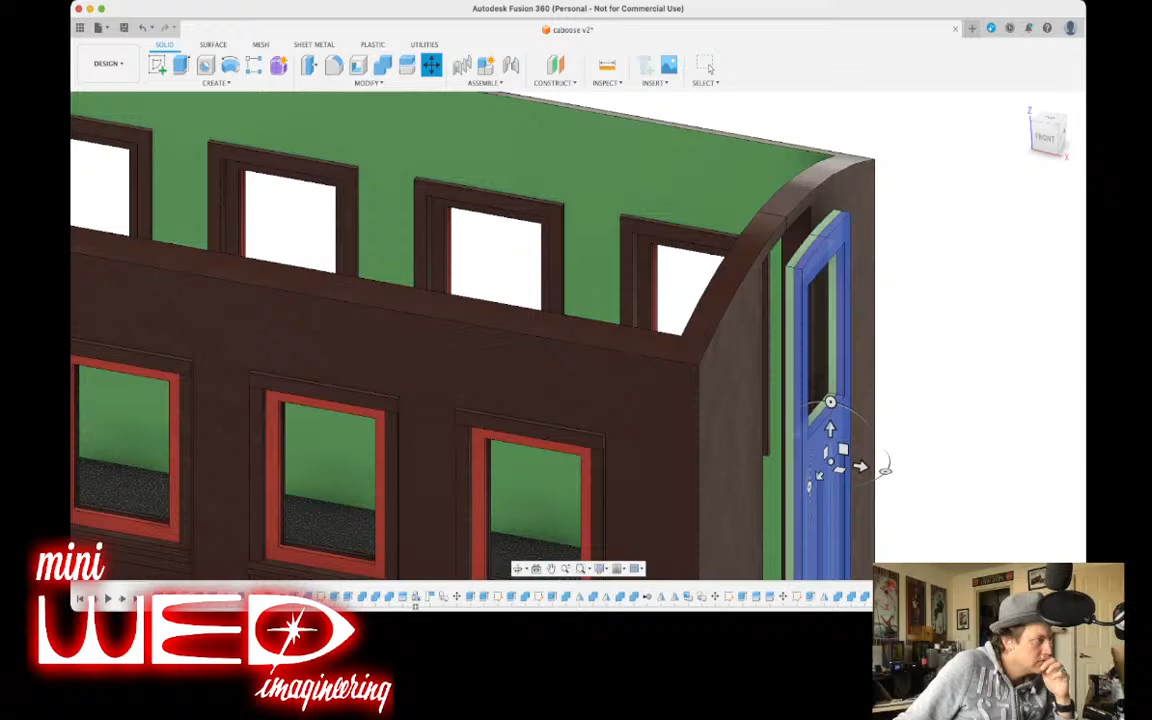 Autodesk Fusion 360 (Personal - Not for Commercial Use)
caboose v2*
SOLID SURFACE MESH SHEET METAL PLASTIC UTILITIES
DESIGN
CREATE MODIFY ASSEMBLE CONSTRUCT INSPECT INSERT SELECT
Z
FRONT
X
mini
WED
imagineering